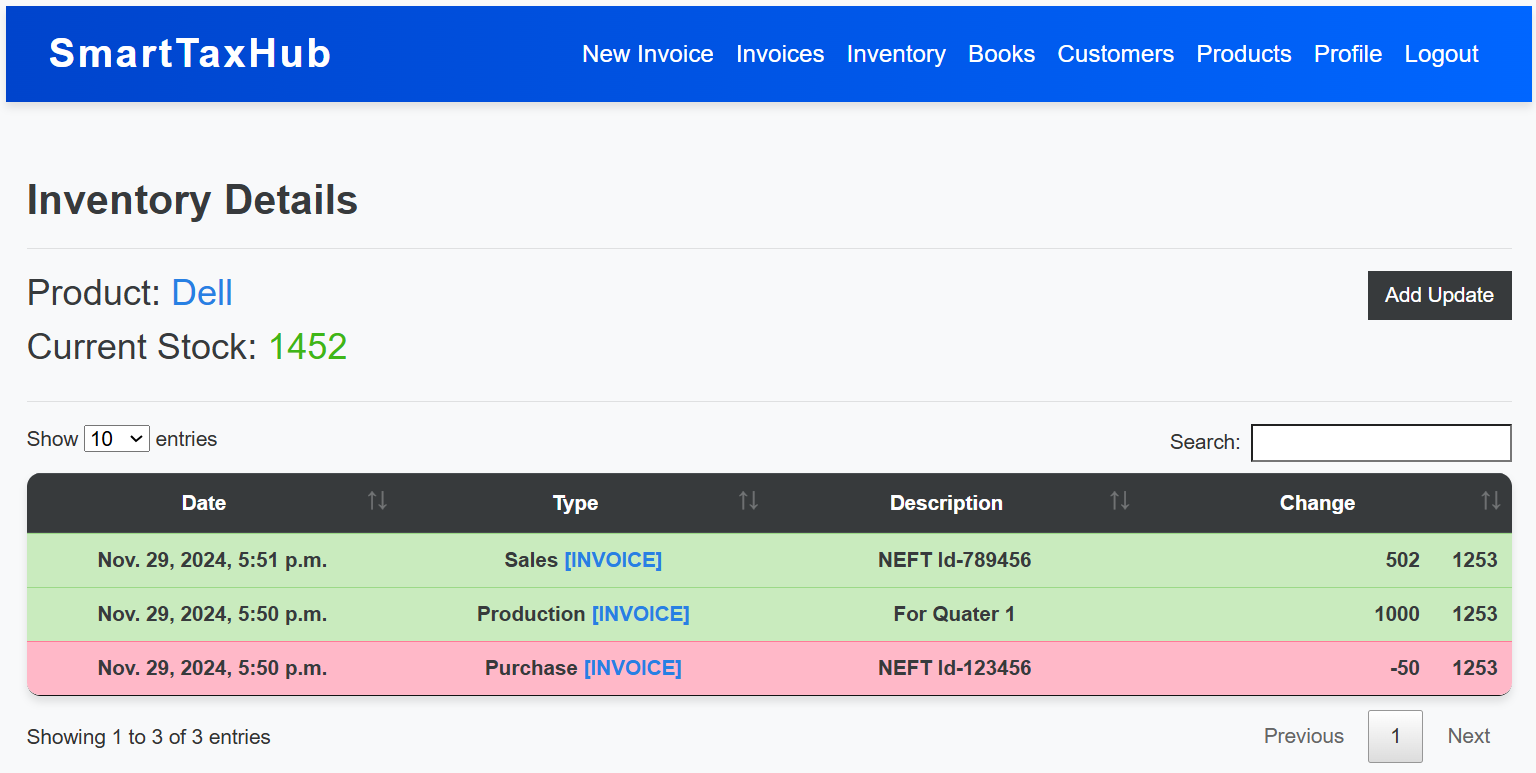 SmartTaxHub New Invoice Invoices Inventory Books Customers Products Profile Logout
Inventory Details
Product: Dell
Add Update
Current Stock: 1452
Show 10 entries
Search:
Date Type Description Change
Nov. 29, 2024, 5:51 p.m. Sales [INVOICE] NEFT Id-789456 502 1253
Nov. 29, 2024, 5:50 p.m. Production [INVOICE] For Quater 1 1000 1253
Nov. 29, 2024, 5:50 p.m. Purchase [INVOICE] NEFT Id-123456 -50 1253
Showing 1 to 3 of 3 entries
Previous 1 Next